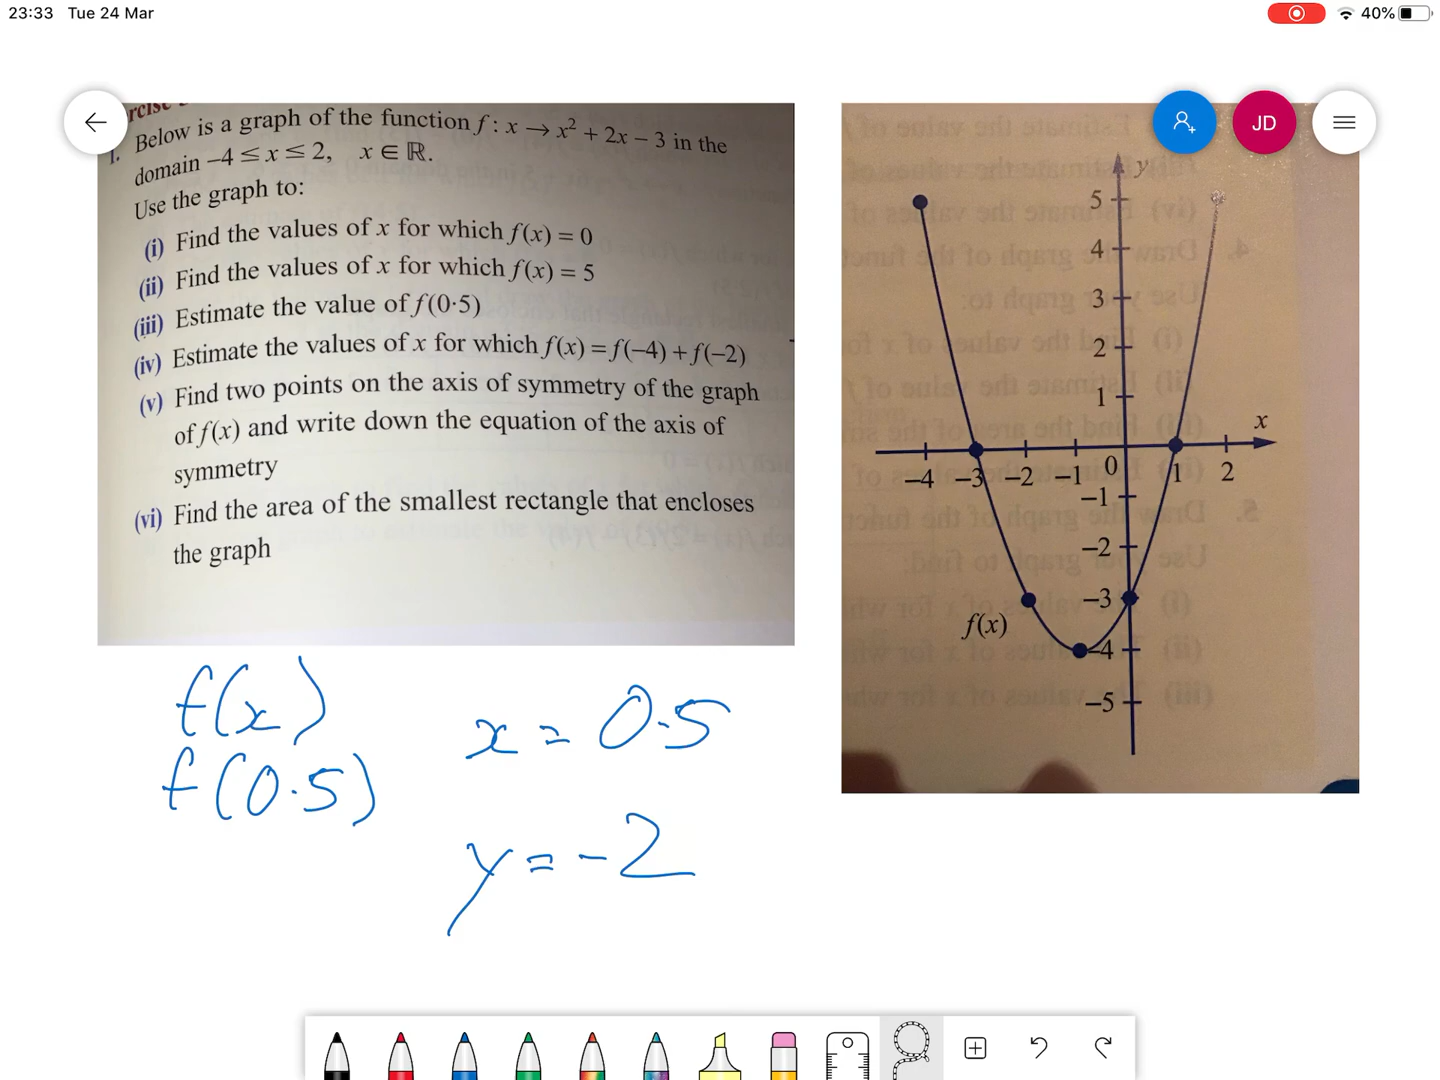 23:33 Tue 24 Mar
40%
JD
1. Below is a graph of the function f : x → x² + 2x – 3 in the
domain –4 ≤ x ≤ 2, x ∈ ℝ.
Use the graph to:
(i) Find the values of x for which f(x) = 0
(ii) Find the values of x for which f(x) = 5
(iii) Estimate the value of f(0·5)
(iv) Estimate the values of x for which f(x) = f(–4) + f(–2)
(v) Find two points on the axis of symmetry of the graph
of f(x) and write down the equation of the axis of
symmetry
(vi) Find the area of the smallest rectangle that encloses
the graph
y
5
4
3
2
1
x
–4 –3 –2 –1 0 1 2
–1
–2
–3
f(x)
–4
–5
f(x)
x = 0.5
f(0.5)
y = -2